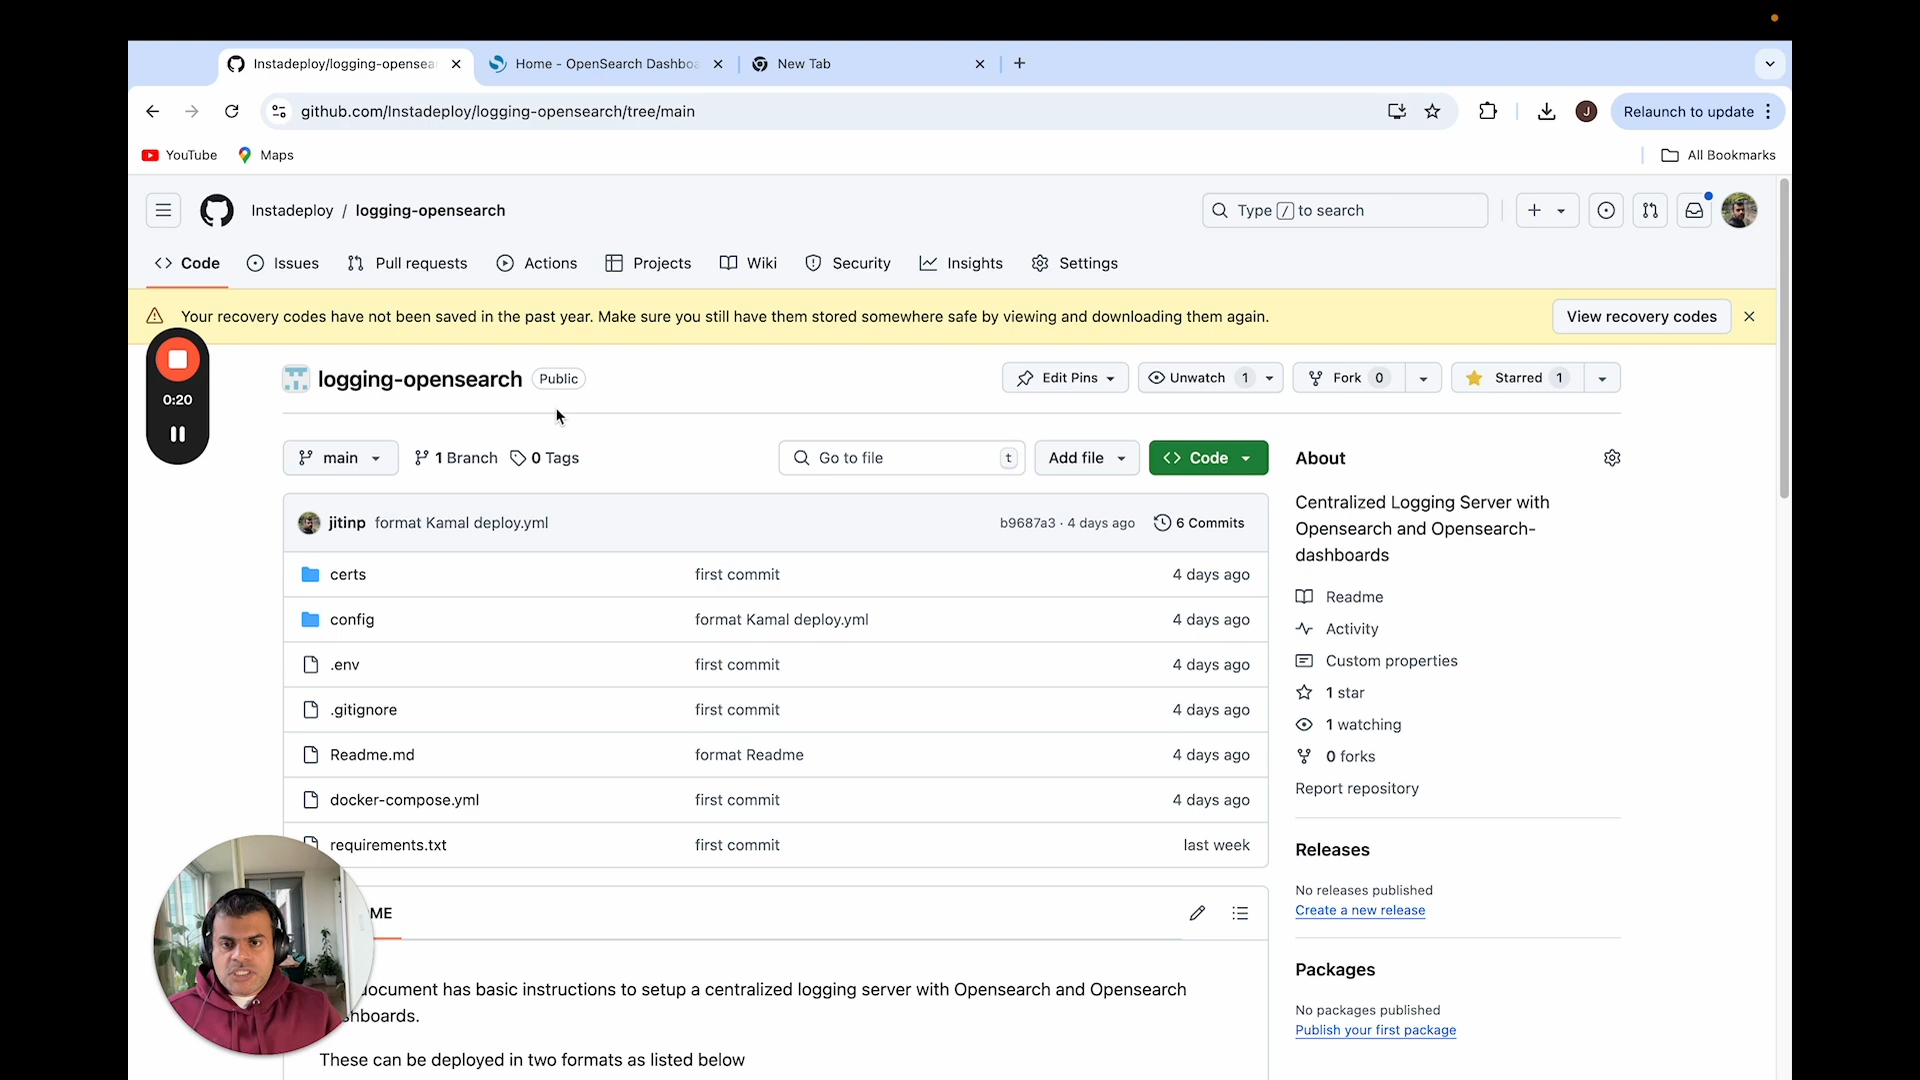 Instadeploy/logging-opensea
Home - OpenSearch Dashboa
New Tab
github.com/Instadeploy/logging-opensearch/tree/main
J
Relaunch to update
YouTube
Maps
All Bookmarks
Instadeploy / logging-opensearch
Type / to search
Code
Issues
Pull requests
Actions
Projects
Wiki
Security
Insights
Settings
Your recovery codes have not been saved in the past year. Make sure you still have them stored somewhere safe by viewing and downloading them again.
View recovery codes
0:20
logging-opensearch
Public
Edit Pins
Unwatch 1
Fork 0
Starred 1
main
1 Branch
0 Tags
Go to file
t
Add file
Code
jitinp format Kamal deploy.yml
b9687a3 · 4 days ago
6 Commits
certs
first commit
4 days ago
config
format Kamal deploy.yml
4 days ago
.env
first commit
4 days ago
.gitignore
first commit
4 days ago
Readme.md
format Readme
4 days ago
docker-compose.yml
first commit
4 days ago
requirements.txt
first commit
last week
ME
document has basic instructions to setup a centralized logging server with Opensearch and Opensearch
shboards.
These can be deployed in two formats as listed below
About
Centralized Logging Server with
Opensearch and Opensearch-
dashboards
Readme
Activity
Custom properties
1 star
1 watching
0 forks
Report repository
Releases
No releases published
Create a new release
Packages
No packages published
Publish your first package